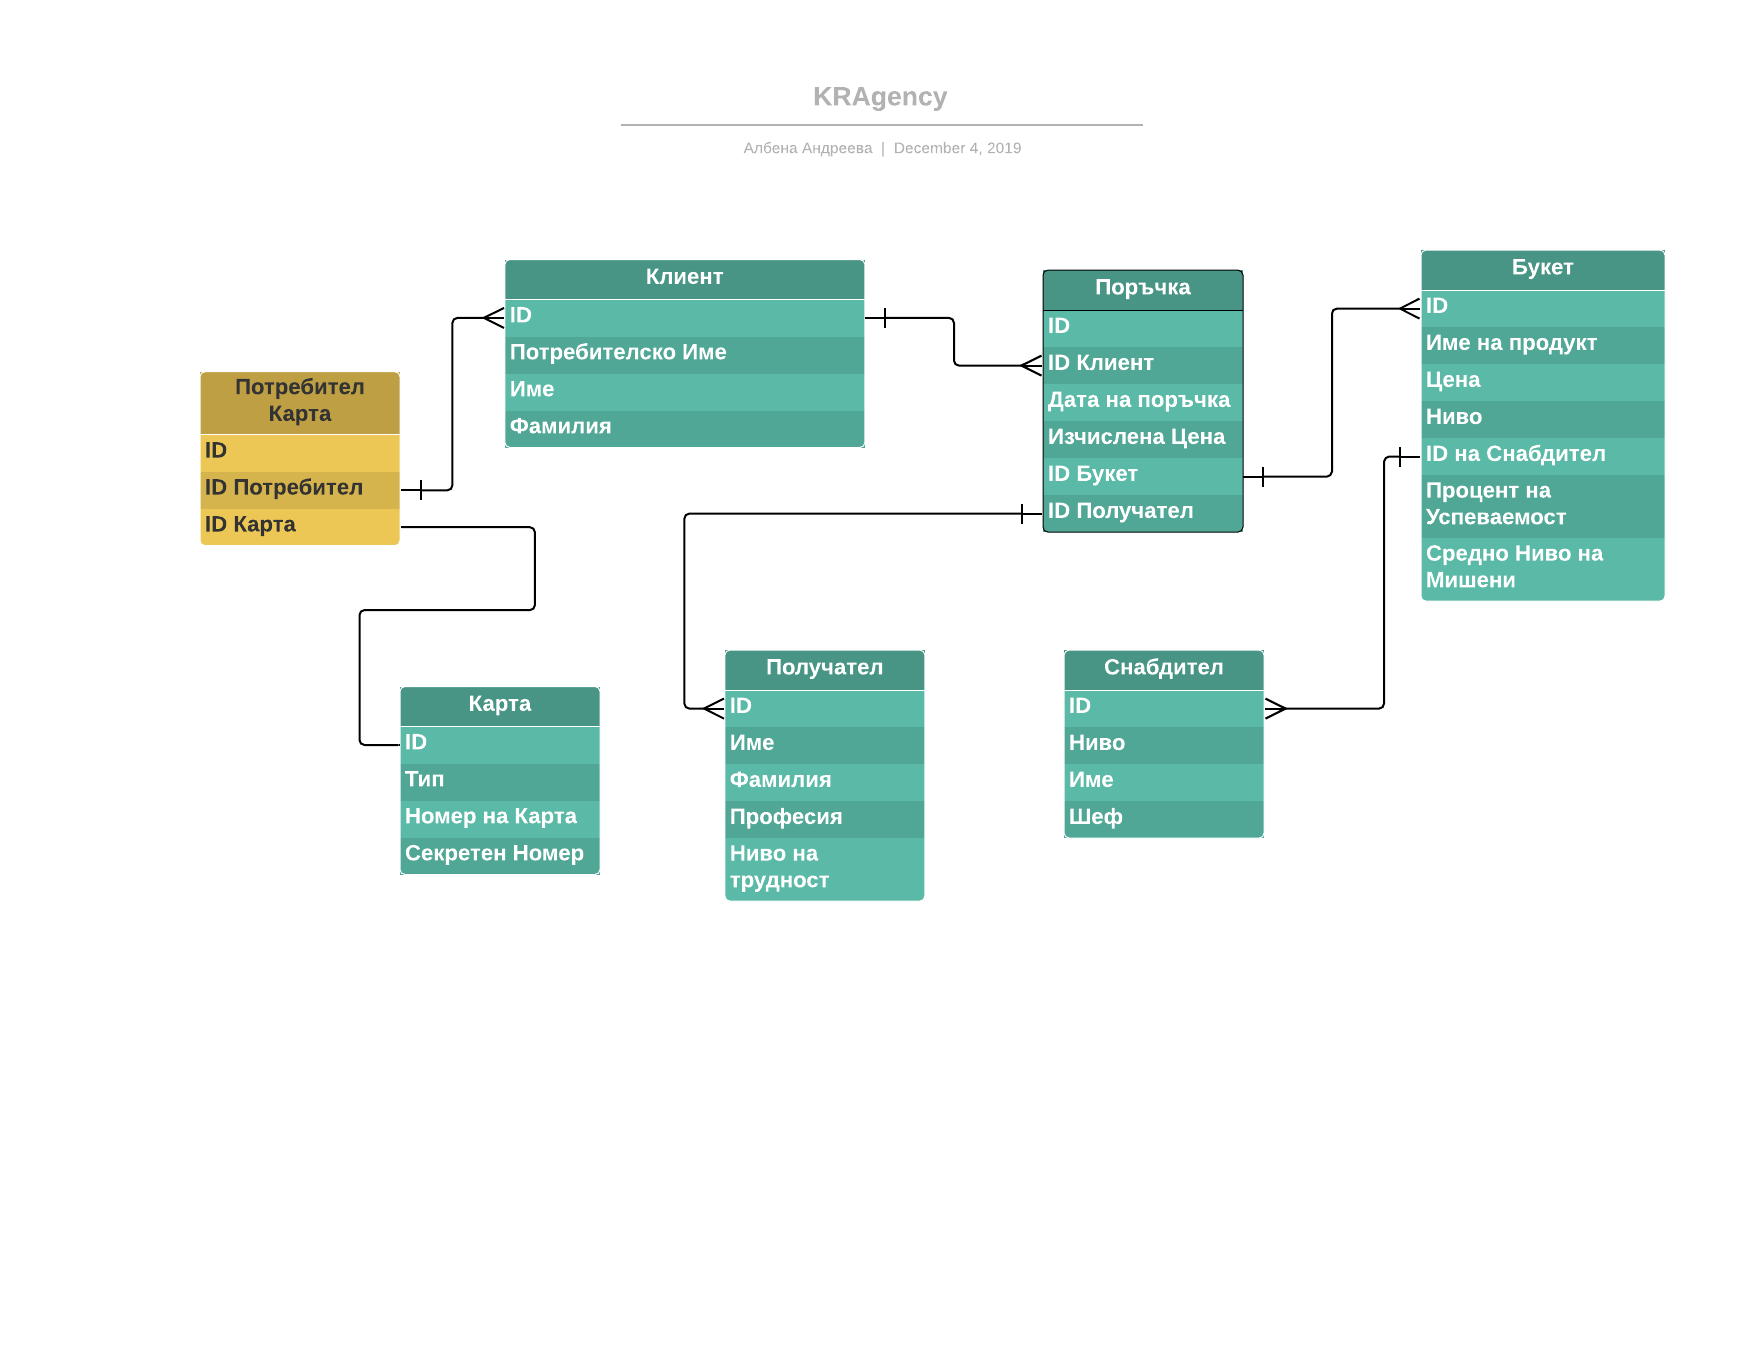 KRAgency
Албена Андреева | December 4, 2019
Потребител
Карта
ID
ID Потребител
ID Карта
Клиент
ID
Потребителско Име
Име
Фамилия
Поръчка
ID
ID Клиент
Дата на поръчка
Изчислена Цена
ID Букет
ID Получател
Букет
ID
Име на продукт
Цена
Ниво
ID на Снабдител
Процент на
Успеваемост
Средно Ниво на
Мишени
Карта
ID
Тип
Номер на Карта
Секретен Номер
Получател
ID
Име
Фамилия
Професия
Ниво на
трудност
Снабдител
ID
Ниво
Име
Шеф